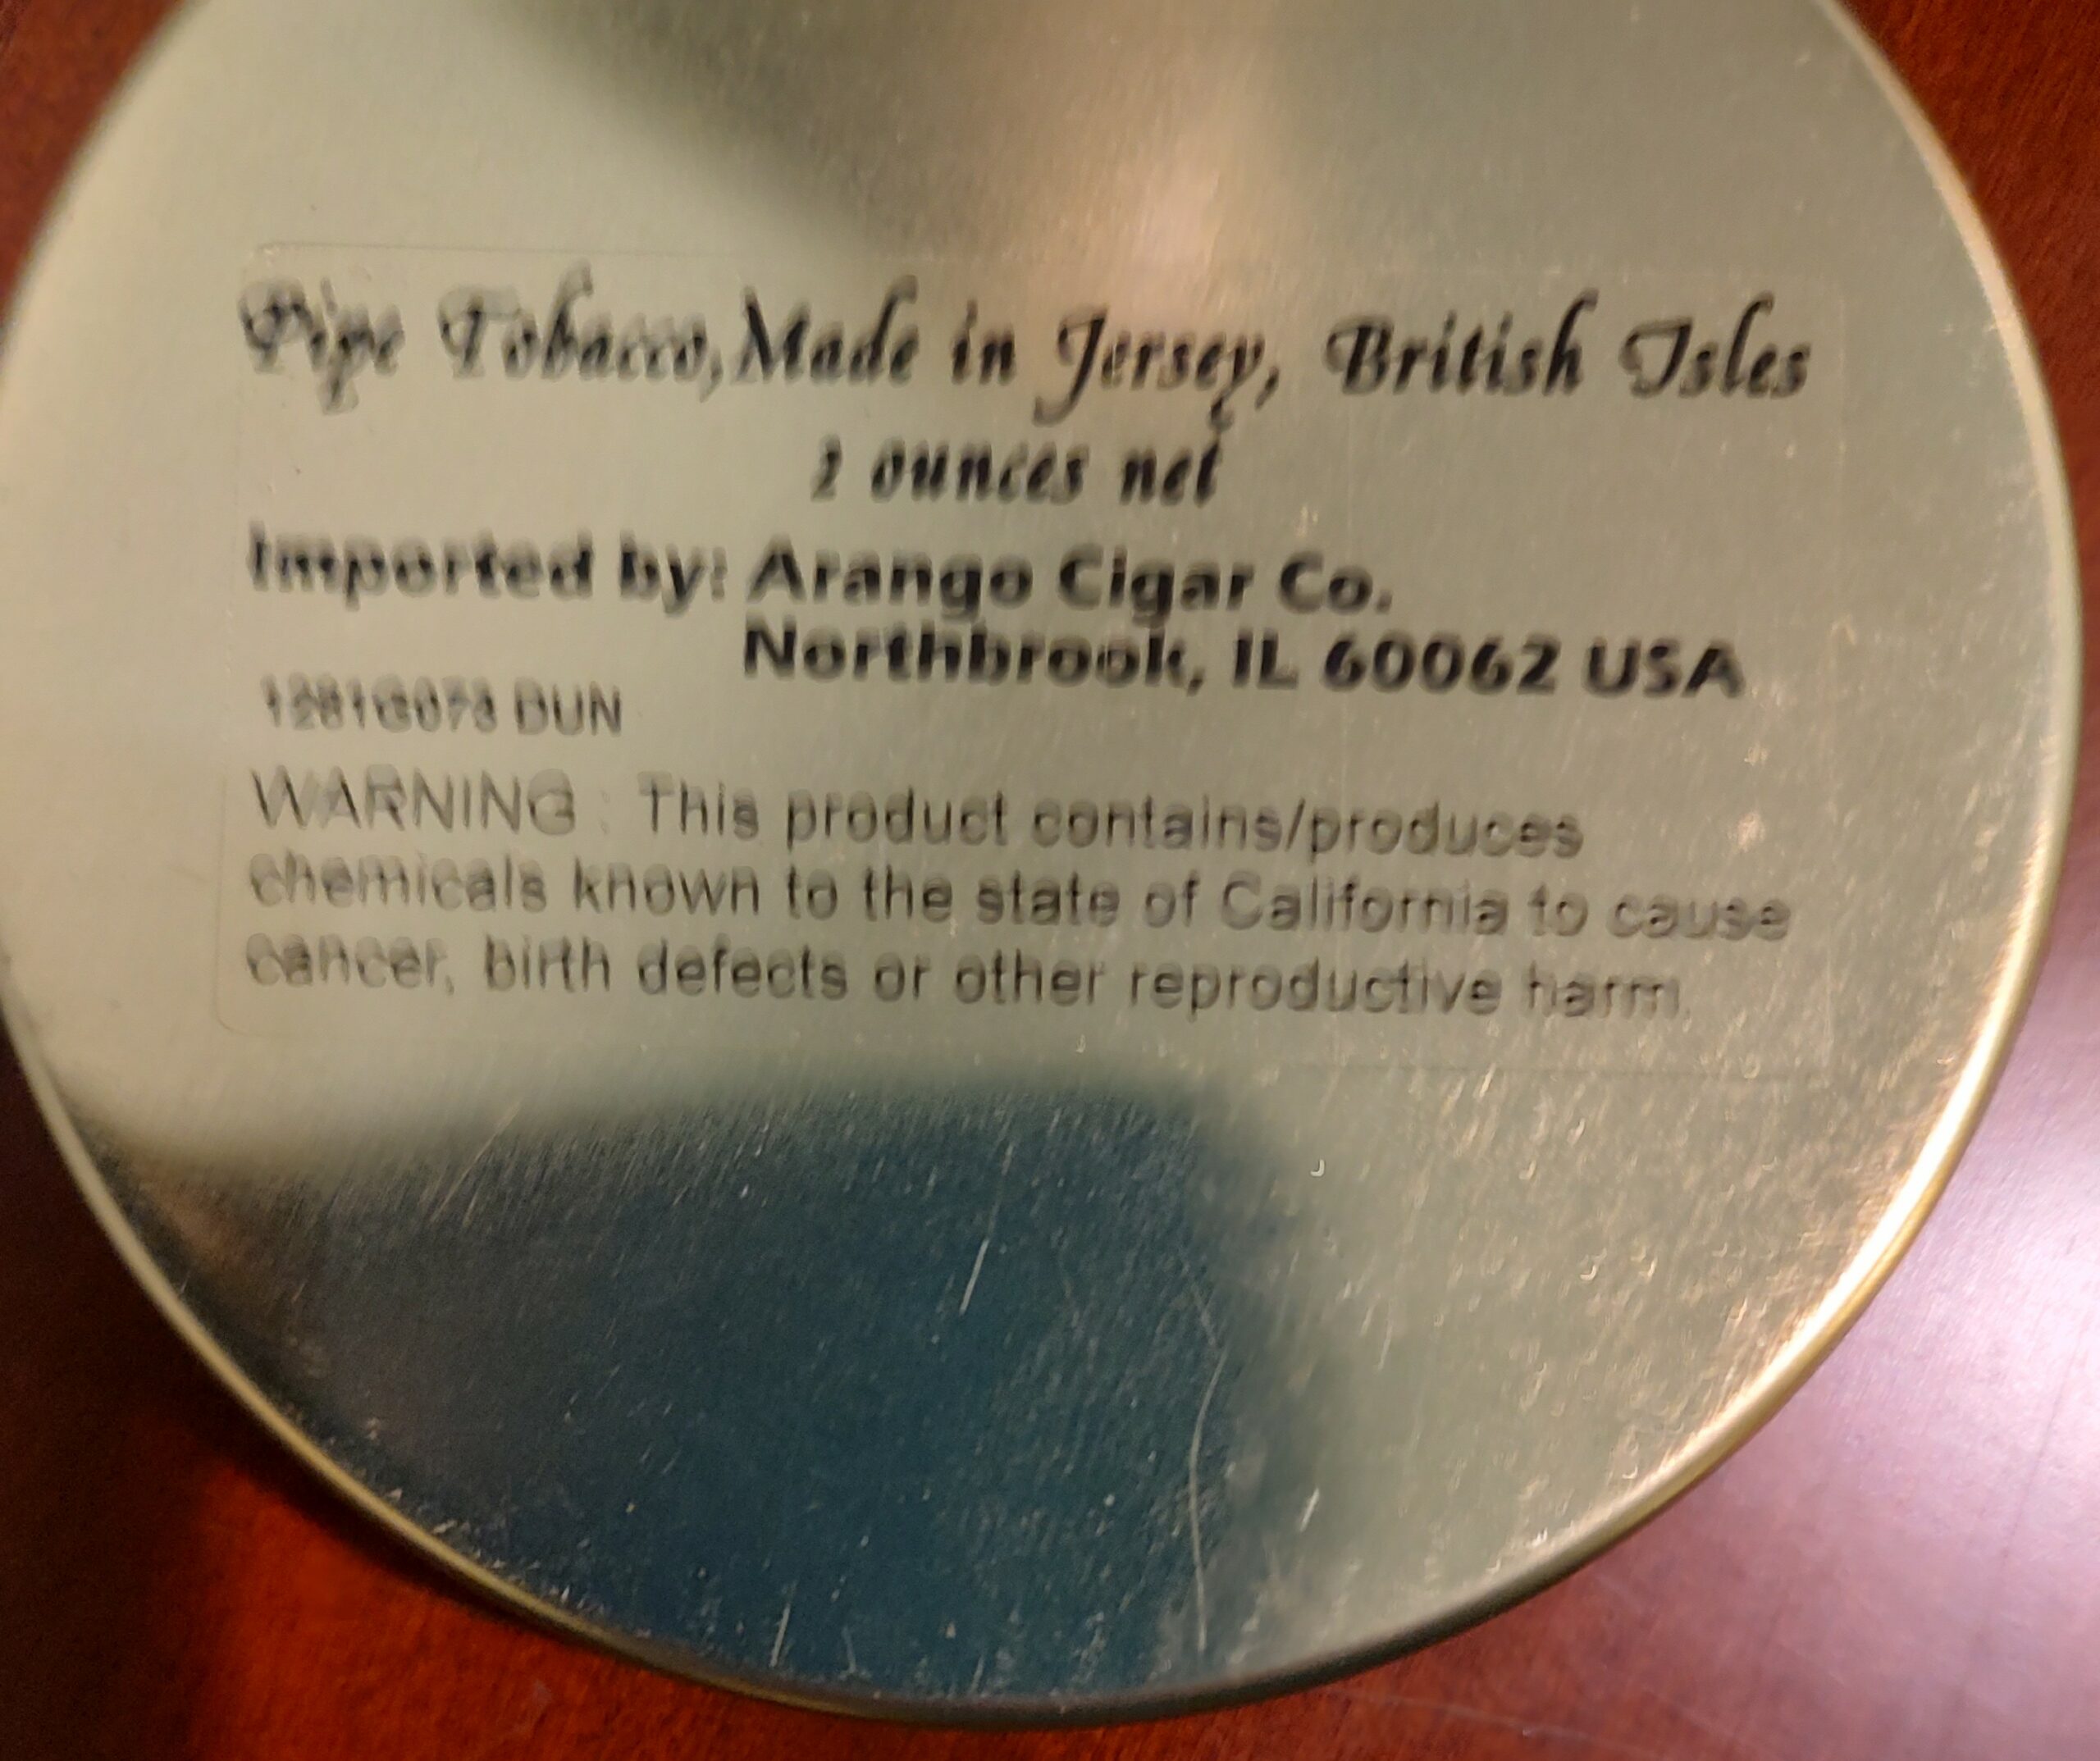 Pipe Tobacco,Made in Jersey, British Isles
2 ounces net
Imported by: Arango Cigar Co.
Northbrook, IL 60062 USA
DUN
WARNING : This product contains/produces
chemicals known to the state of California to cause
cancer, birth defects or other reproductive harm.